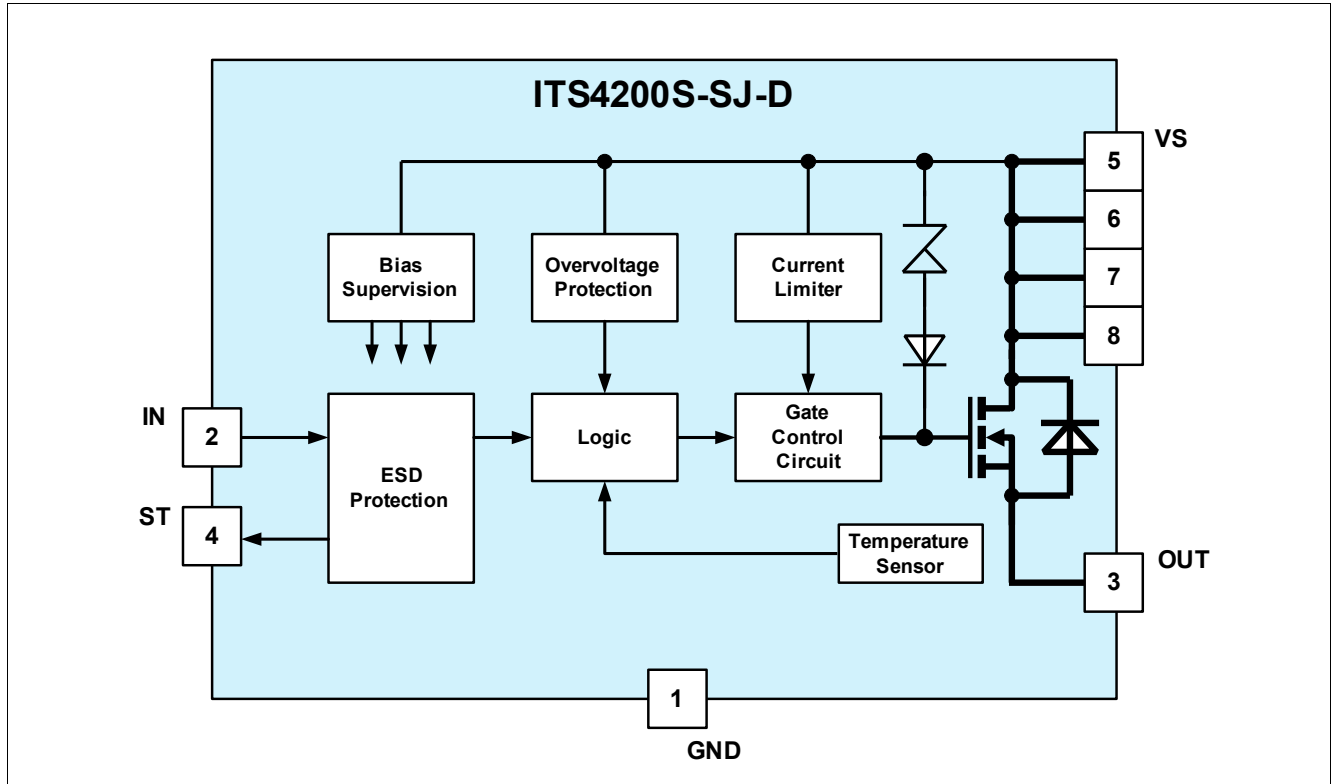 ITS4200S-SJ-D
VS
5
6
7
8
Bias
Supervision
Overvoltage
Protection
Current
Limiter
IN
2
ST
4
ESD
Protection
Logic
Gate
Control
Circuit
Temperature
Sensor
3
OUT
1
GND